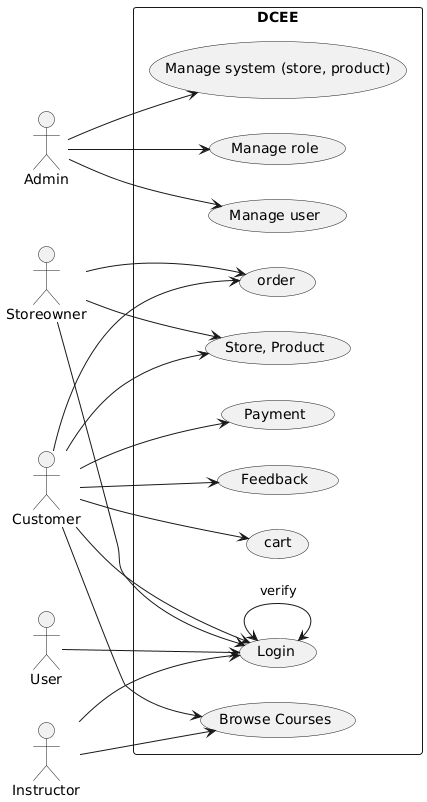 DCEE
Manage system (store, product)
Manage role
Admin
Manage user
order
Storeowner
Store, Product
Payment
Feedback
Customer
cart
verify
Login
User
Browse Courses
Instructor